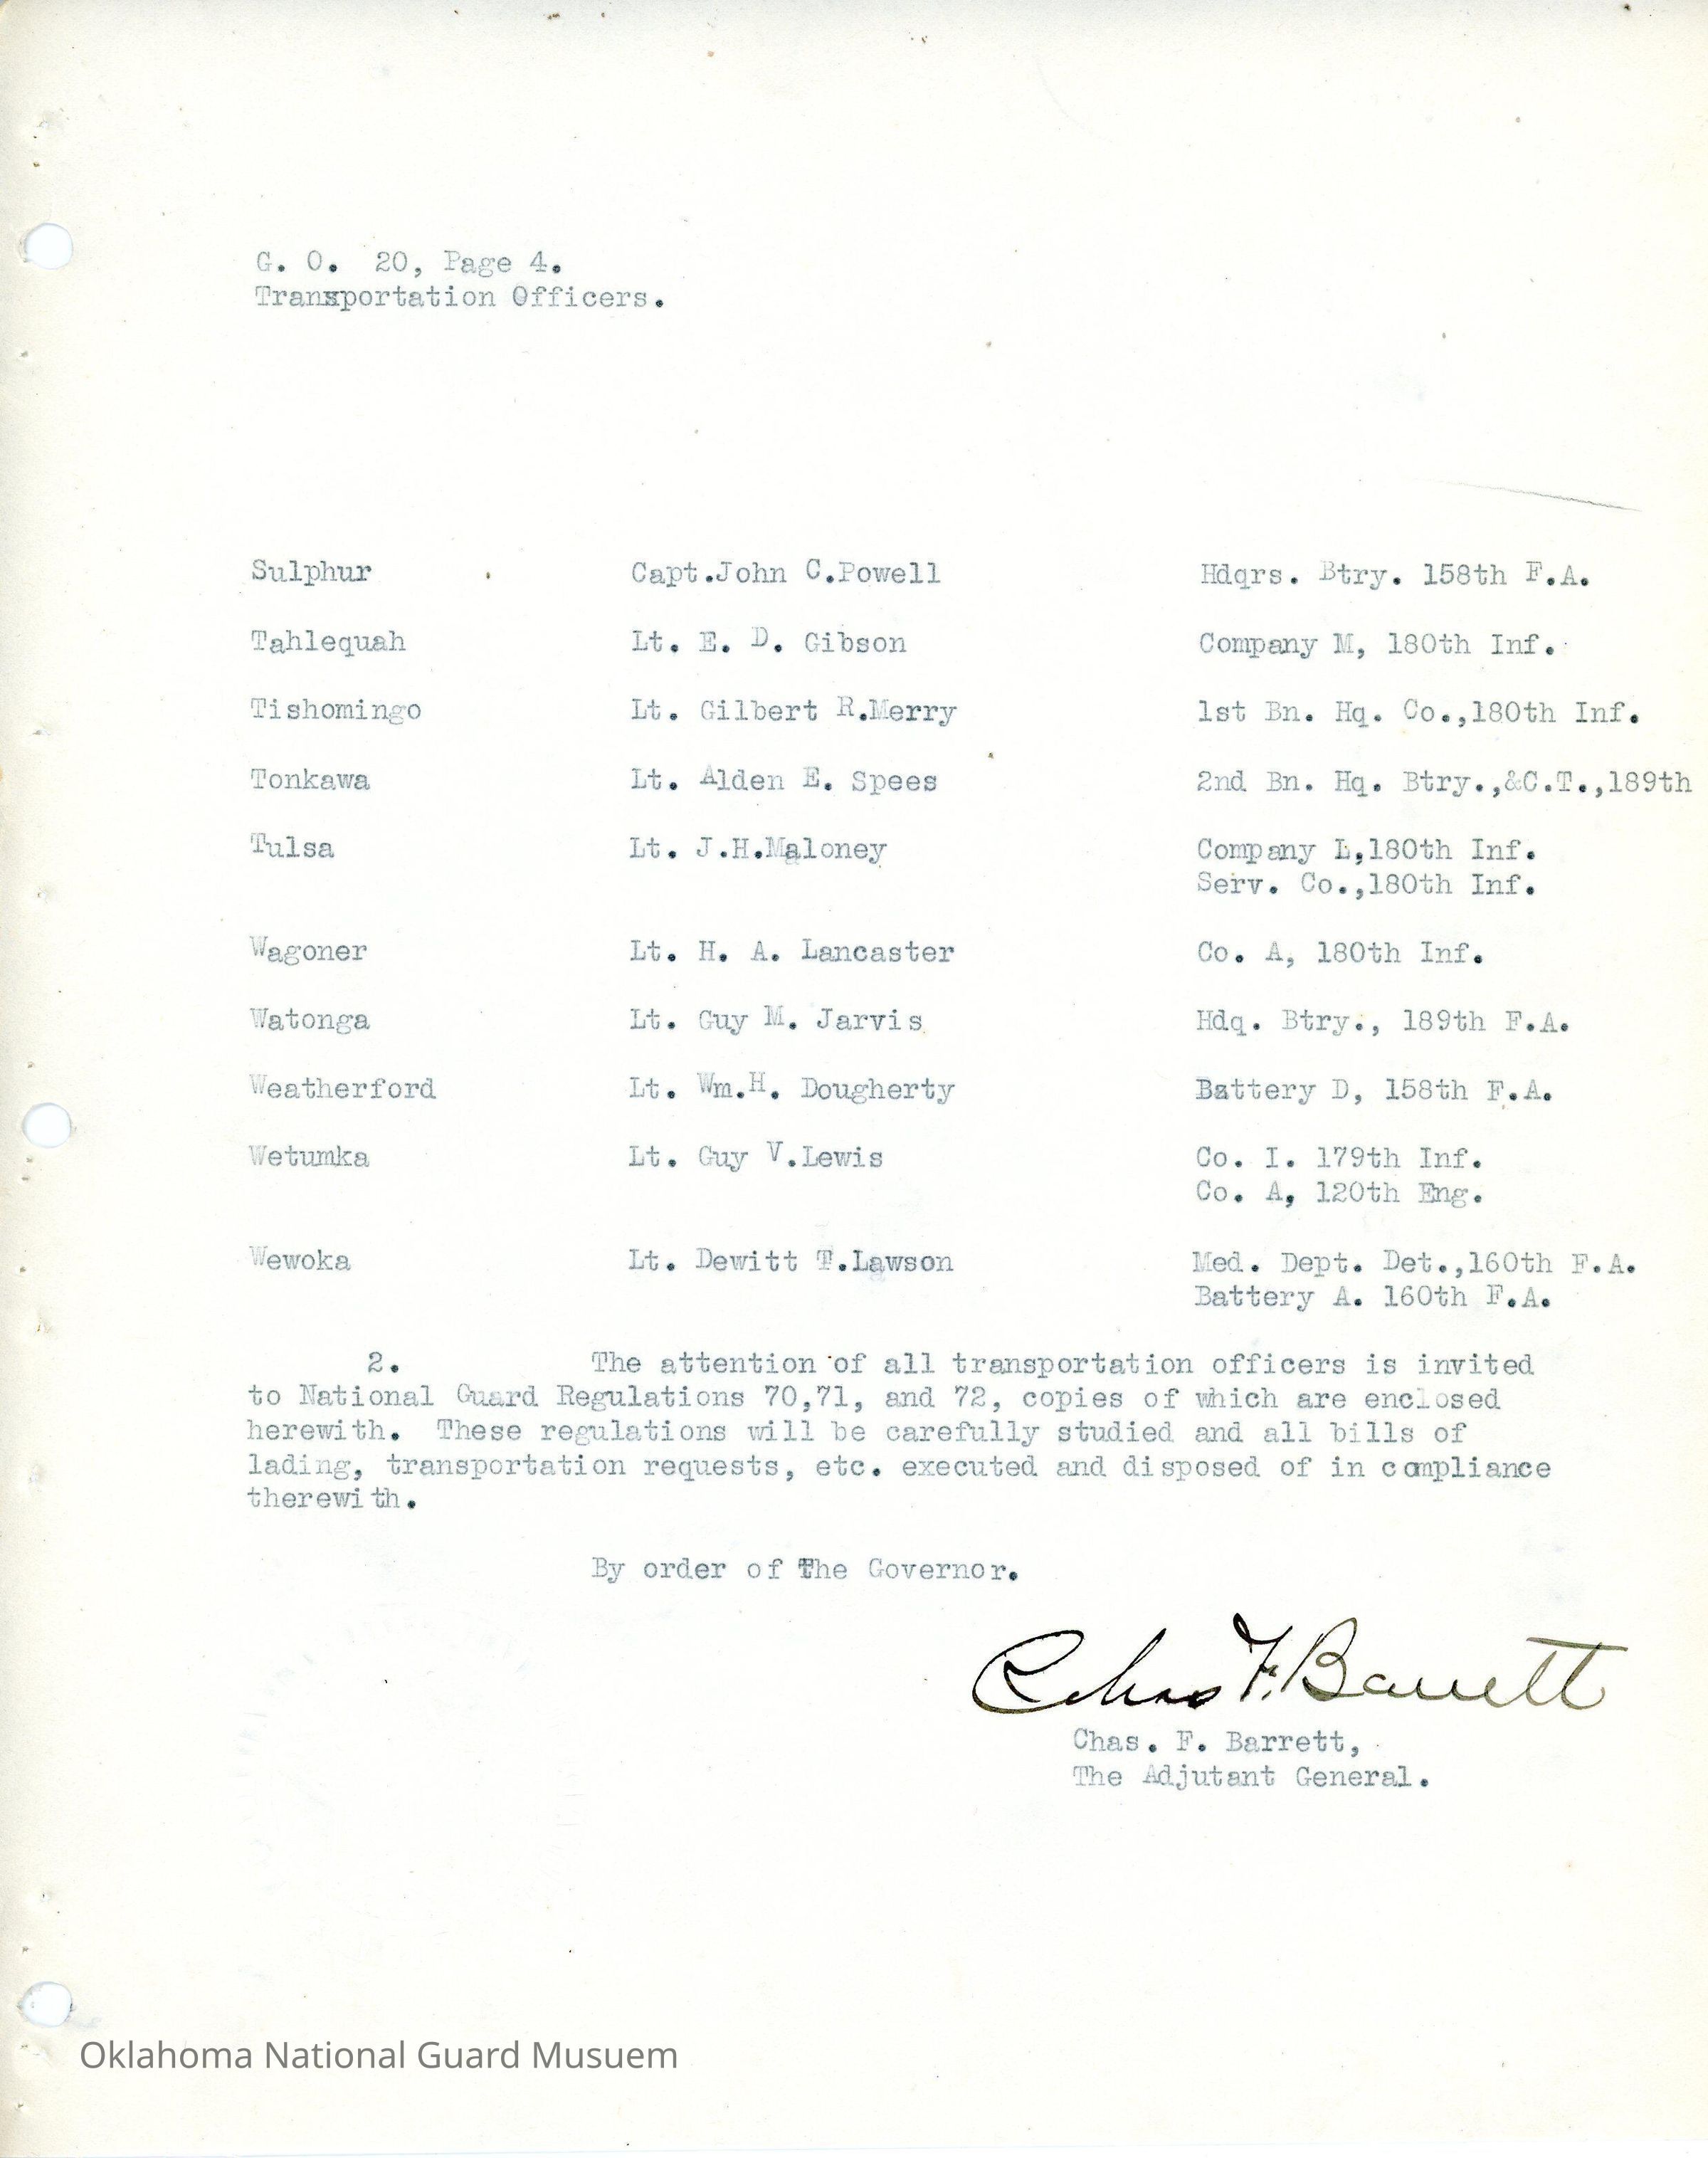 G. O.  20, Page 4.
Transportation Officers.
Sulphur Capt.John C.Powell Hdqrs. Btry. 158th F.A.
Tahlequah Lt. E. D. Gibson Company M, 180th Inf.
Tishomingo Lt. Gilbert R.Merry 1st Bn. Hq. Co.,180th Inf.
Tonkawa Lt. Alden E. Spees 2nd Bn. Hq. Btry.,&C.T.,189th
Tulsa Lt. J.H.Maloney Company L,180th Inf.
Serv. Co.,180th Inf.
Wagoner Lt. H. A. Lancaster Co. A, 180th Inf.
Watonga Lt. Guy M. Jarvis Hdq. Btry., 189th F.A.
Weatherford Lt. Wm.H. Dougherty Battery D, 158th F.A.
Wetumka Lt. Guy V.Lewis Co. I. 179th Inf.
Co. A, 120th Eng.
Wewoka Lt. Dewitt T.Lawson Med. Dept. Det.,160th F.A.
Battery A. 160th F.A.
2. The attention of all transportation officers is invited
to National Guard Regulations 70,71, and 72, copies of which are enclosed
herewith. These regulations will be carefully studied and all bills of
lading, transportation requests, etc. executed and disposed of in compliance
therewith.
By order of The Governor.
Chas F. Barrett
Chas. F. Barrett,
The Adjutant General.
Oklahoma National Guard Musuem